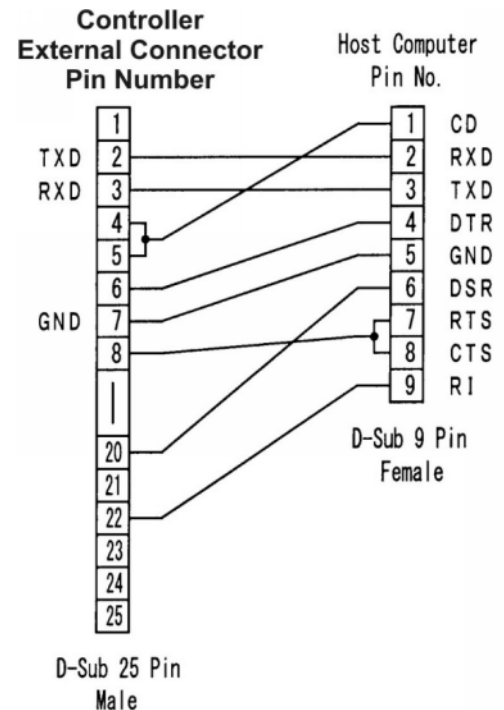 Controller
External Connector
Pin Number
Host Computer
Pin No.
1
TXD 2
RXD 3
4
5
6
GND 7
8
20
21
22
23
24
25
1 CD
2 RXD
3 TXD
4 DTR
5 GND
6 DSR
7 RTS
8 CTS
9 RI
D-Sub 9 Pin
Female
D-Sub 25 Pin
Male